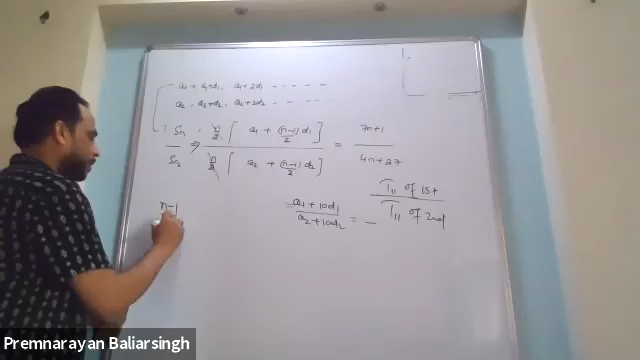 a₁ , a₁+d₁ , a₁+2d₁ - - - - -
a₂ , a₂+d₂ , a₂+2d₂ - - - - -
Sn₁ / Sn₂ ⇒ n/2 [ a₁ + (n-1)/2 d₁ ] / n/2 [ a₂ + (n-1)/2 d₂ ] = 7n+1 / 4n+27
T₁₁ of 1st / T₁₁ of 2nd
a₁+10d₁ / a₂+10d₂ = —
n-1
Premnarayan Baliarsingh